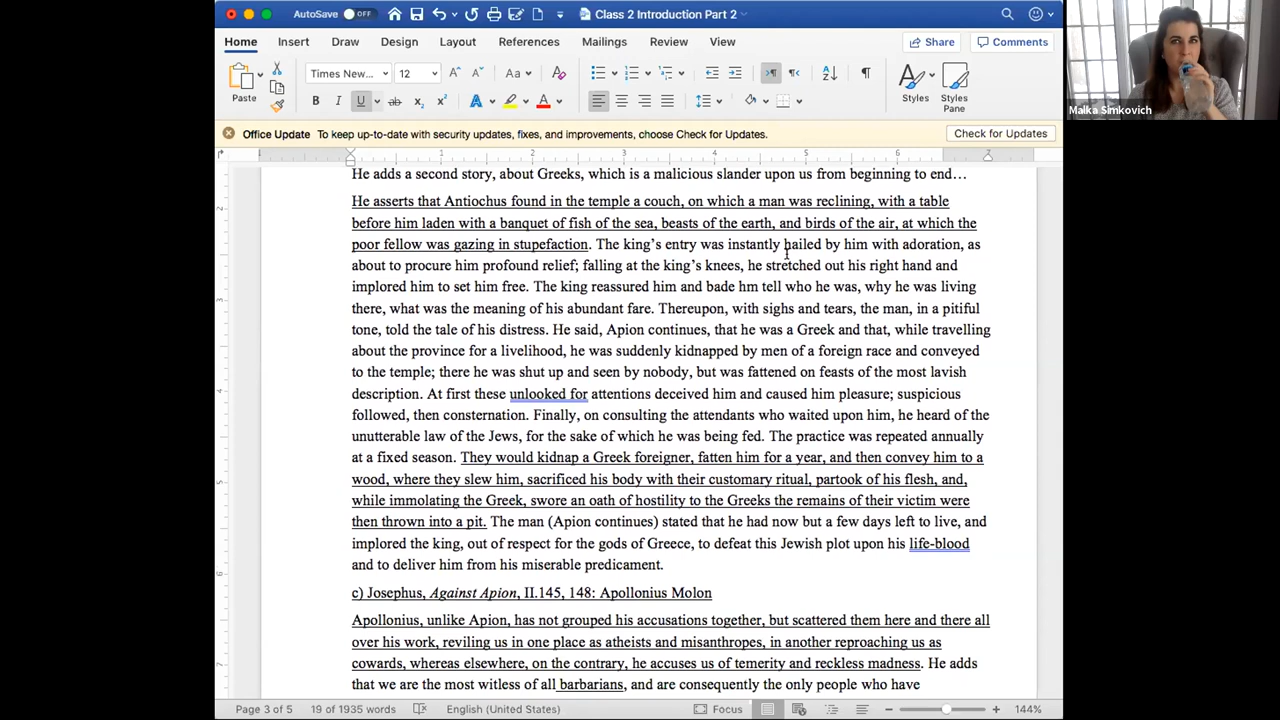 AutoSave OFF Class 2 Introduction Part 2
Home Insert Draw Design Layout References Mailings Review View Share Comments
Malka Simkovich
Paste Times New... 12 Aa Styles Styles Pane
Office Update To keep up-to-date with security updates, fixes, and improvements, choose Check for Updates. Check for Updates
1 1 2 3 4 5 6 7
He adds a second story, about Greeks, which is a malicious slander upon us from beginning to end…
He asserts that Antiochus found in the temple a couch, on which a man was reclining, with a table
before him laden with a banquet of fish of the sea, beasts of the earth, and birds of the air, at which the
poor fellow was gazing in stupefaction. The king's entry was instantly hailed by him with adoration, as
about to procure him profound relief; falling at the king's knees, he stretched out his right hand and
implored him to set him free. The king reassured him and bade hm tell who he was, why he was living
there, what was the meaning of his abundant fare. Thereupon, with sighs and tears, the man, in a pitiful
tone, told the tale of his distress. He said, Apion continues, that he was a Greek and that, while travelling
about the province for a livelihood, he was suddenly kidnapped by men of a foreign race and conveyed
to the temple; there he was shut up and seen by nobody, but was fattened on feasts of the most lavish
description. At first these unlooked for attentions deceived him and caused him pleasure; suspicious
followed, then consternation. Finally, on consulting the attendants who waited upon him, he heard of the
unutterable law of the Jews, for the sake of which he was being fed. The practice was repeated annually
at a fixed season. They would kidnap a Greek foreigner, fatten him for a year, and then convey him to a
wood, where they slew him, sacrificed his body with their customary ritual, partook of his flesh, and,
while immolating the Greek, swore an oath of hostility to the Greeks the remains of their victim were
then thrown into a pit. The man (Apion continues) stated that he had now but a few days left to live, and
implored the king, out of respect for the gods of Greece, to defeat this Jewish plot upon his life-blood
and to deliver him from his miserable predicament.
c) Josephus, Against Apion, II.145, 148: Apollonius Molon
Apollonius, unlike Apion, has not grouped his accusations together, but scattered them here and there all
over his work, reviling us in one place as atheists and misanthropes, in another reproaching us as
cowards, whereas elsewhere, on the contrary, he accuses us of temerity and reckless madness. He adds
that we are the most witless of all barbarians, and are consequently the only people who have
Page 3 of 5 19 of 1935 words English (United States) Focus 144%